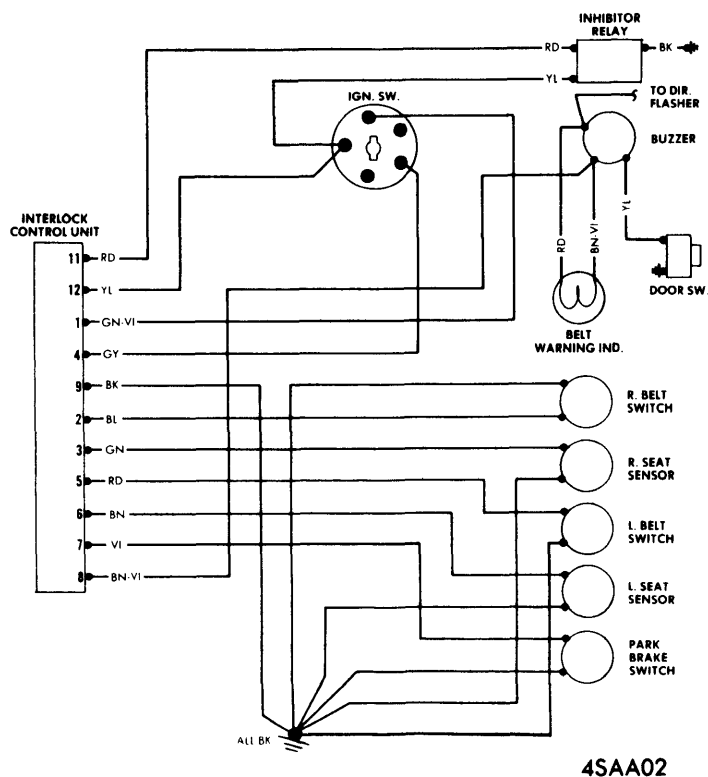 INHIBITOR
RELAY
RD
BK
YL
IGN. SW.
TO DIR.
FLASHER
BUZZER
YL
RD
BN-VI
INTERLOCK
CONTROL UNIT
DOOR SW.
BELT
WARNING IND.
11 RD
12 YL
1 GN-VI
4 GY
9 BK
2 BL
3 GN
5 RD
6 BN
7 VI
8 BN-VI
R. BELT
SWITCH
R. SEAT
SENSOR
L. BELT
SWITCH
L. SEAT
SENSOR
PARK
BRAKE
SWITCH
ALL BK
4SAA02